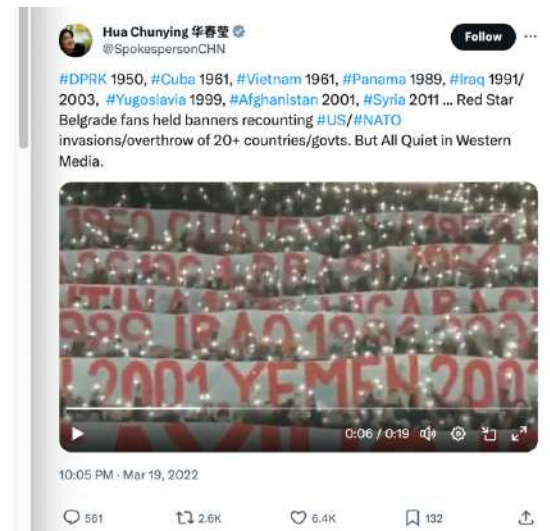 Hua Chunying 华春莹
@SpokespersonCHN
Follow
#DPRK 1950, #Cuba 1961, #Vietnam 1961, #Panama 1989, #Iraq 1991/
2003, #Yugoslavia 1999, #Afghanistan 2001, #Syria 2011 ... Red Star
Belgrade fans held banners recounting #US/#NATO
invasions/overthrow of 20+ countries/govts. But All Quiet in Western
Media.
1950 GUATEMALA
IRAQ
2001 YEMEN 200
0:06 / 0:19
10:05 PM · Mar 19, 2022
561
2.6K
6.4K
132